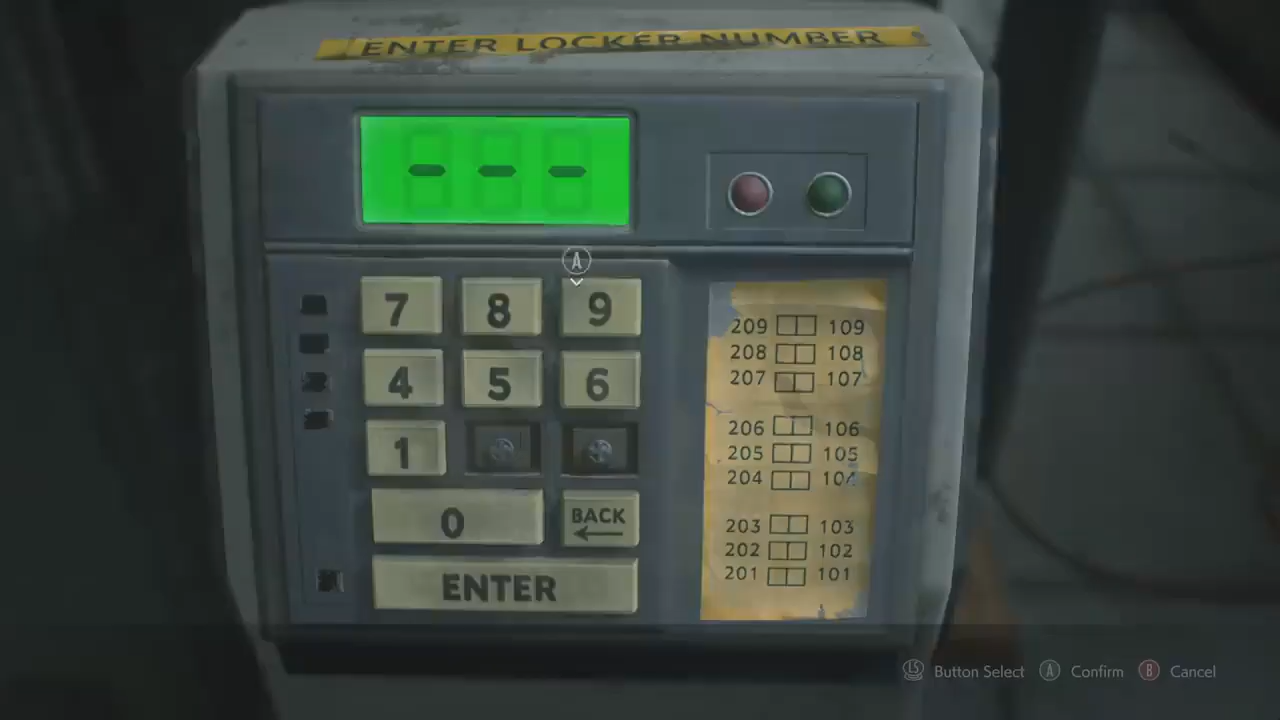 ENTER LOCKER NUMBER
---
A
7 8 9
4 5 6
1
0 BACK
ENTER
209 109
208 108
207 107
206 106
205 105
204 104
203 103
202 102
201 101
LS Button Select A Confirm B Cancel